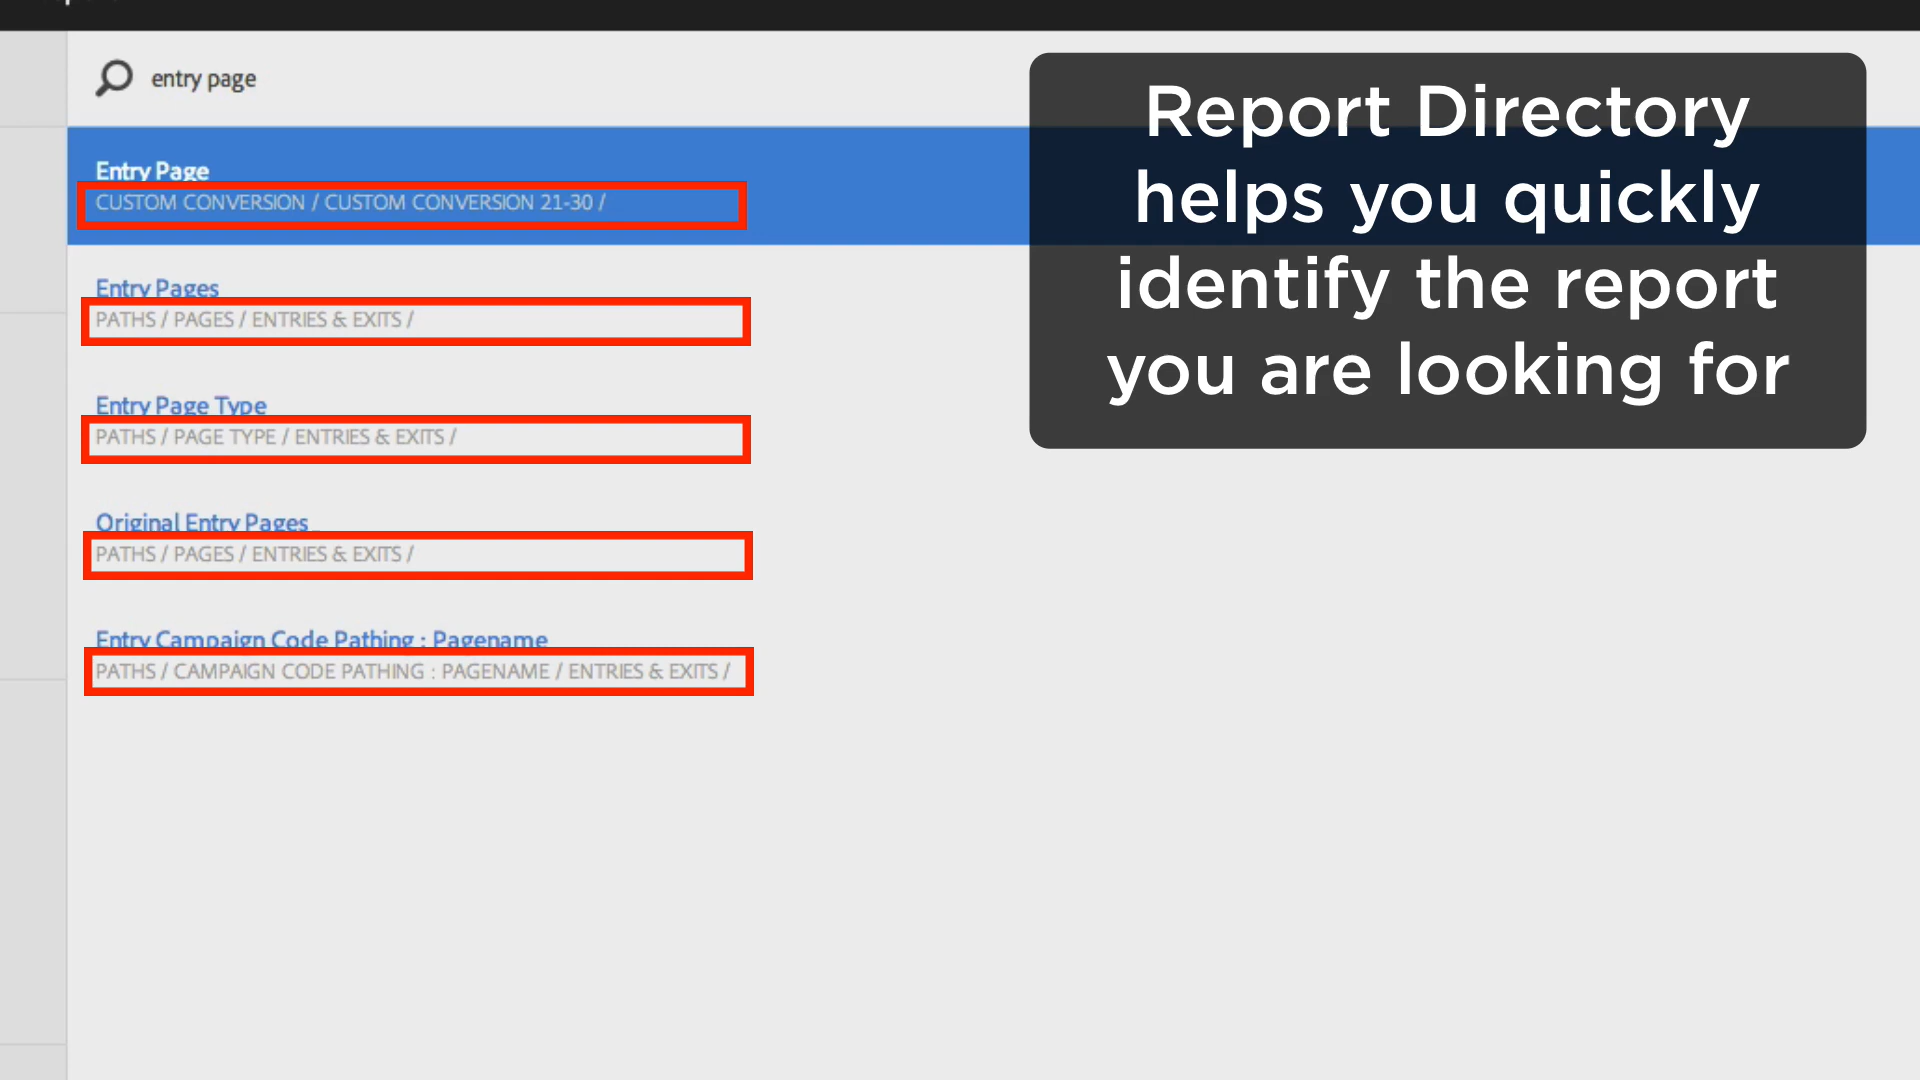 entry page
Entry Page
CUSTOM CONVERSION / CUSTOM CONVERSION 21-30 /
Entry Pages
PATHS / PAGES / ENTRIES & EXITS /
Entry Page Type
PATHS / PAGE TYPE / ENTRIES & EXITS /
Original Entry Pages
PATHS / PAGES / ENTRIES & EXITS /
Entry Campaign Code Pathing : Pagename
PATHS / CAMPAIGN CODE PATHING : PAGENAME / ENTRIES & EXITS /
Report Directory
helps you quickly
identify the report
you are looking for